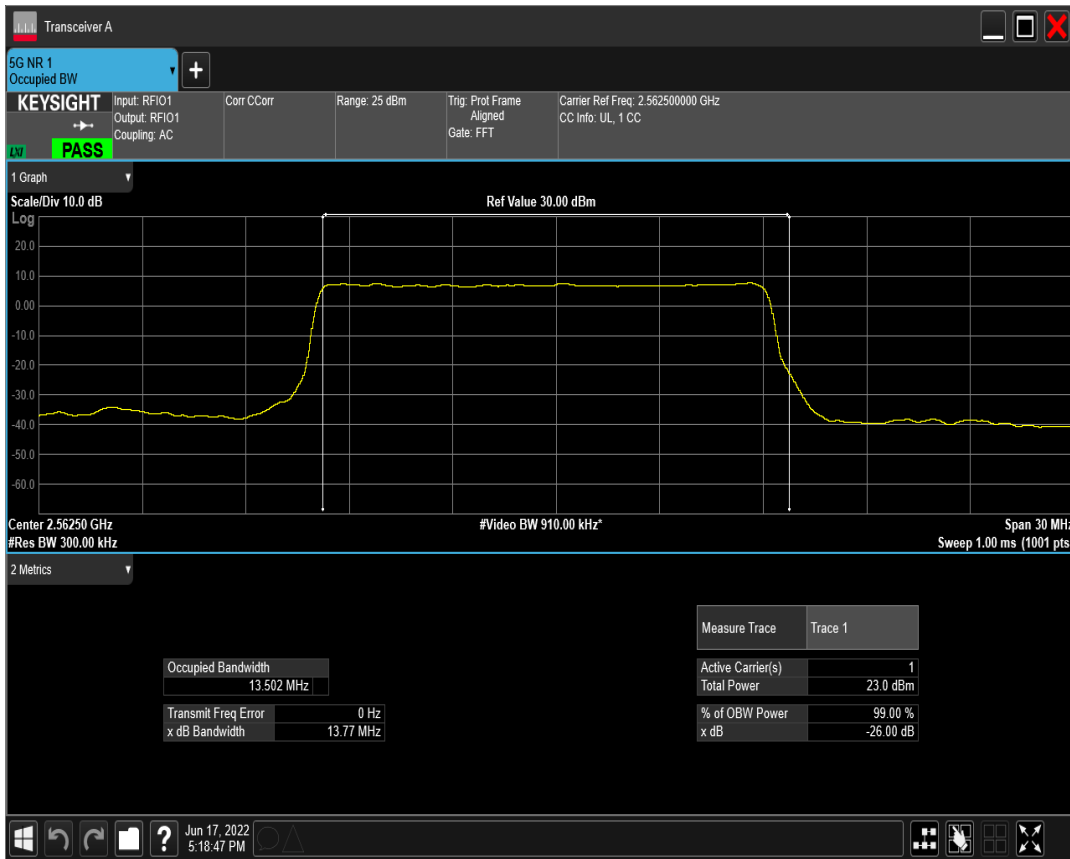 Transceiver A
5G NR 1
Occupied BW
KEYSIGHT
LXI
PASS
Input: RFIO1
Output: RFIO1
Coupling: AC
Corr CCorr
Range: 25 dBm
Trig: Prot Frame
Aligned
Gate: FFT
Carrier Ref Freq: 2.562500000 GHz
CC Info: UL, 1 CC
1 Graph
Scale/Div 10.0 dB
Ref Value 30.00 dBm
Log
20.0
10.0
0.00
-10.0
-20.0
-30.0
-40.0
-50.0
-60.0
Center 2.56250 GHz
#Video BW 910.00 kHz*
Span 30 MHz
#Res BW 300.00 kHz
Sweep 1.00 ms (1001 pts
2 Metrics
Measure Trace Trace 1
Occupied Bandwidth
13.502 MHz
Active Carrier(s) 1
Total Power 23.0 dBm
Transmit Freq Error 0 Hz
x dB Bandwidth 13.77 MHz
% of OBW Power 99.00 %
x dB -26.00 dB
?
Jun 17, 2022
5:18:47 PM